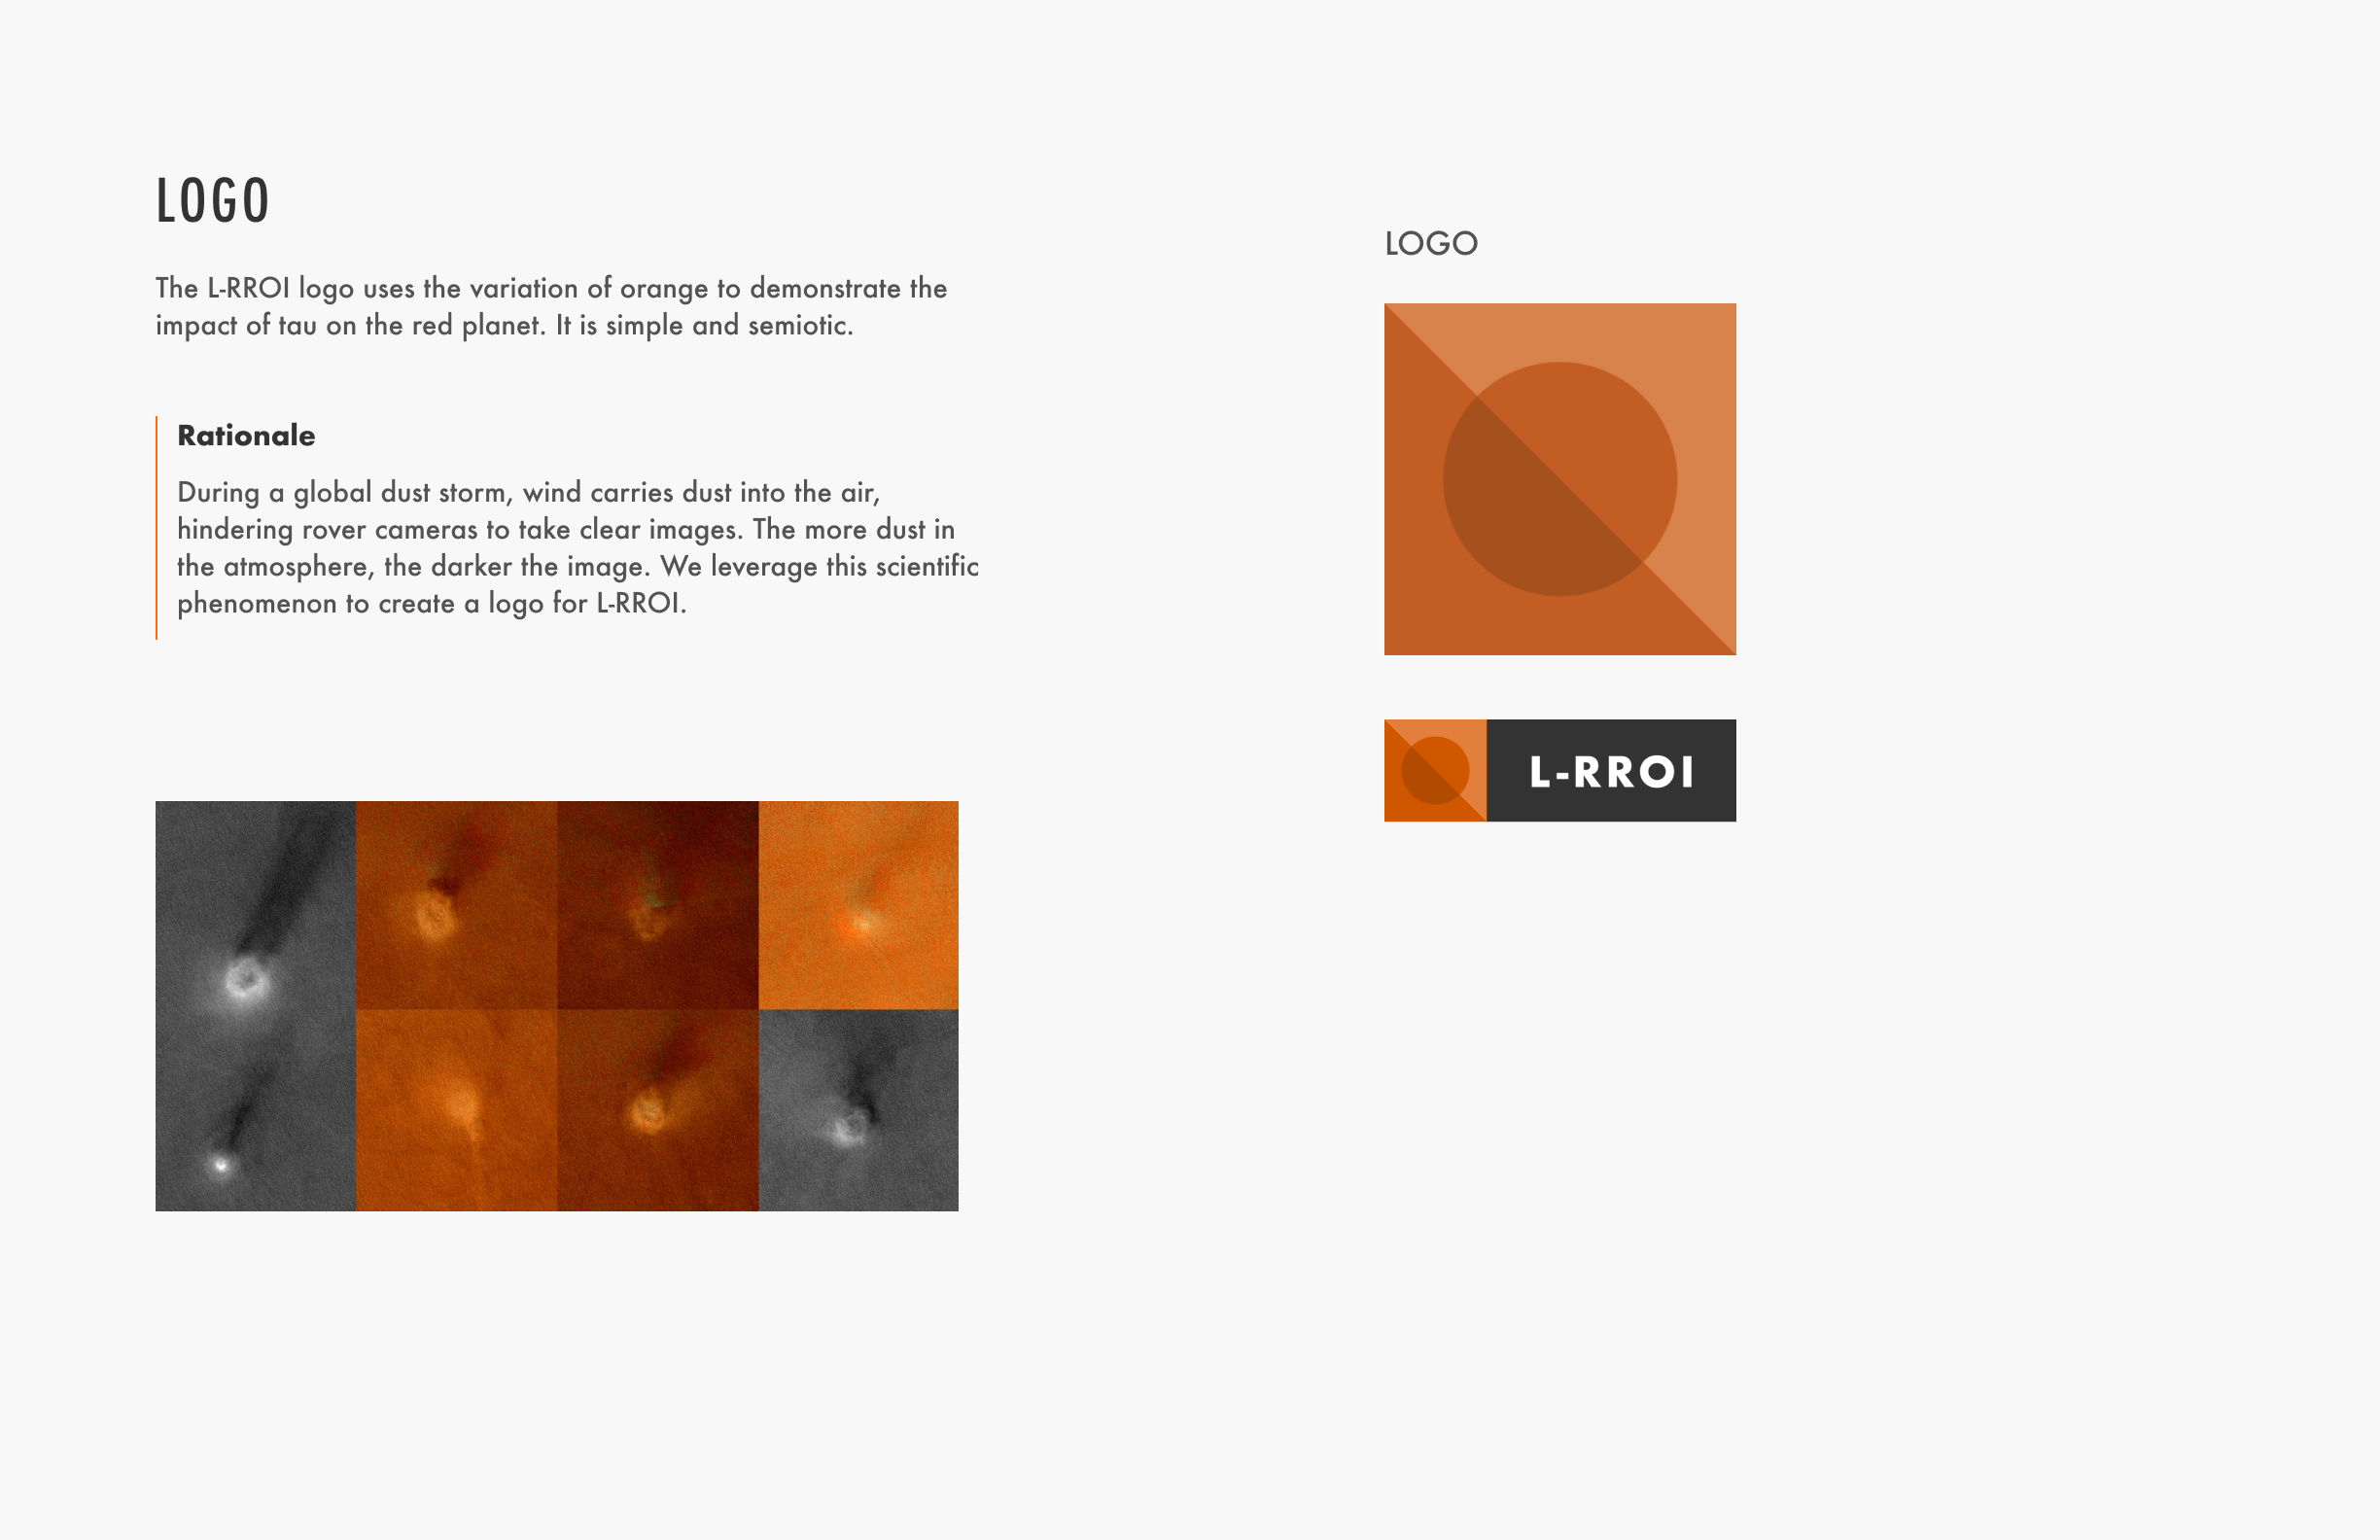 LOGO
The L-RROI logo uses the variation of orange to demonstrate the
impact of tau on the red planet. It is simple and semiotic.
Rationale
During a global dust storm, wind carries dust into the air,
hindering rover cameras to take clear images. The more dust in
the atmosphere, the darker the image. We leverage this scientific
phenomenon to create a logo for L-RROI.
LOGO
L-RROI